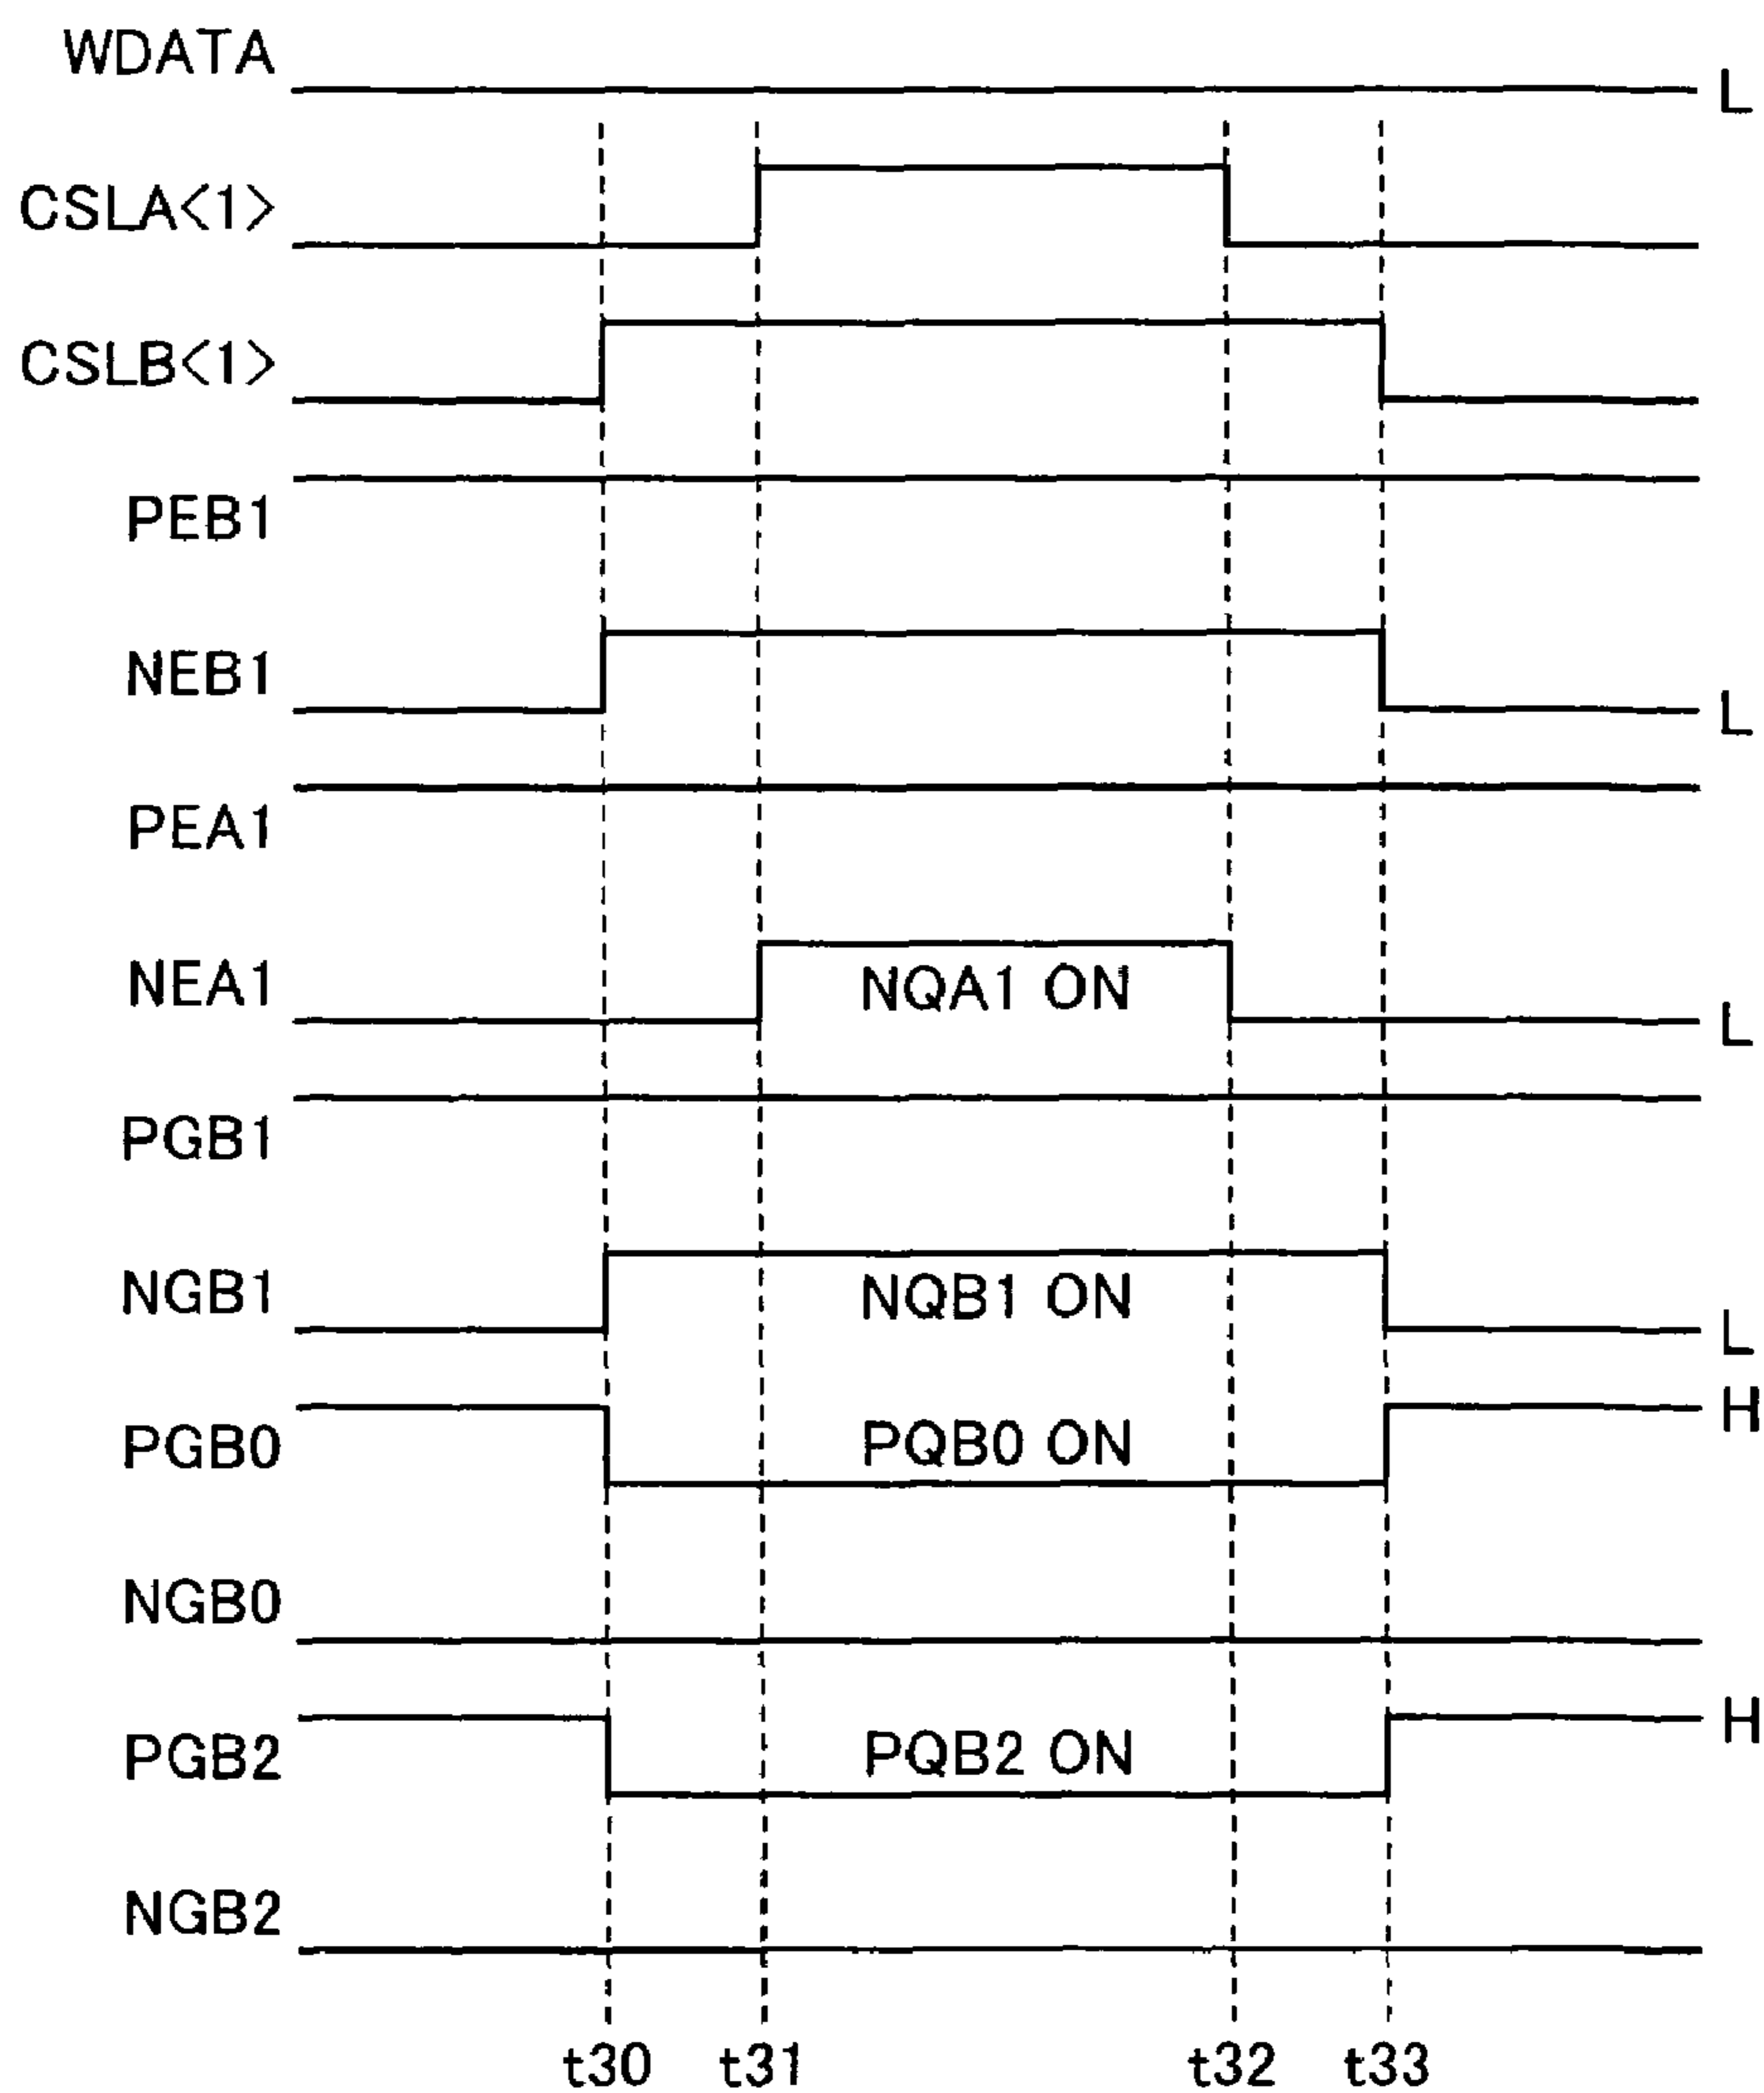 WDATA L
CSLA<1>
CSLB<1>
PEB1
NEB1 L
PEA1
NEA1 NQA1 ON L
PGB1
NGB1 NQB1 ON L
PGB0 PQB0 ON H
NGB0
PGB2 PQB2 ON H
NGB2
t30 t31 t32 t33